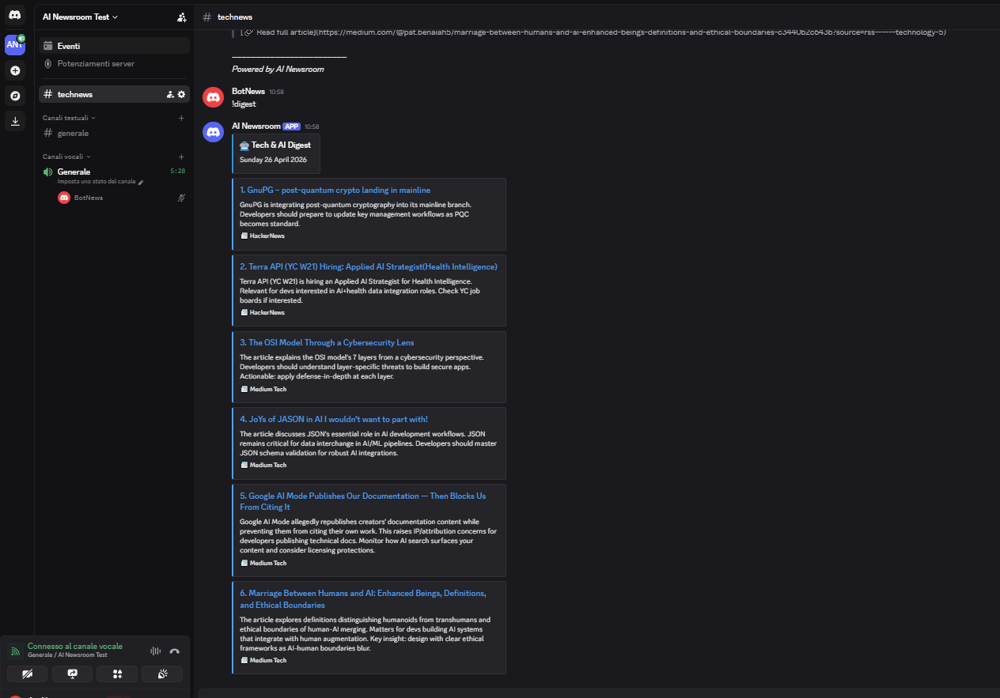 AI Newsroom Test
# technews
ANT
Eventi
Potenziamenti server
# technews
Canali testuali
# generale
Canali vocali
Generale
5:28
Imposta uno stato del canale
BotNews
Connesso al canale vocale
Generale / AI Newsroom Test
Read full article](https://medium.com/@pat.benaiah5/marriage-between-humans-and-ai-enhanced-beings-definitions-and-ethical-boundaries-c3440b2c643b?source=rss------technology-5)
Powered by AI Newsroom
BotNews 10:58
!digest
AI Newsroom APP 10:58
Tech & AI Digest
Sunday 26 April 2026
1. GnuPG – post-quantum crypto landing in mainline
GnuPG is integrating post-quantum cryptography into its mainline branch.
Developers should prepare to update key management workflows as PQC
becomes standard.
HackerNews
2. Terra API (YC W21) Hiring: Applied AI Strategist(Health Intelligence)
Terra API (YC W21) is hiring an Applied AI Strategist for Health Intelligence.
Relevant for devs interested in AI+health data integration roles. Check YC job
boards if interested.
HackerNews
3. The OSI Model Through a Cybersecurity Lens
The article explains the OSI model's 7 layers from a cybersecurity perspective.
Developers should understand layer-specific threats to build secure apps.
Actionable: apply defense-in-depth at each layer.
Medium Tech
4. JoYs of JASON in AI I wouldn't want to part with!
The article discusses JSON's essential role in AI development workflows. JSON
remains critical for data interchange in AI/ML pipelines. Developers should master
JSON schema validation for robust AI integrations.
Medium Tech
5. Google AI Mode Publishes Our Documentation — Then Blocks Us
From Citing It
Google AI Mode allegedly republishes creators' documentation content while
preventing them from citing their own work. This raises IP/attribution concerns for
developers publishing technical docs. Monitor how AI search surfaces your
content and consider licensing protections.
Medium Tech
6. Marriage Between Humans and AI: Enhanced Beings, Definitions,
and Ethical Boundaries
The article explores definitions distinguishing humanoids from transhumans and
ethical boundaries of human-AI merging. Matters for devs building AI systems
that integrate with human augmentation. Key insight: design with clear ethical
frameworks as AI-human boundaries blur.
Medium Tech